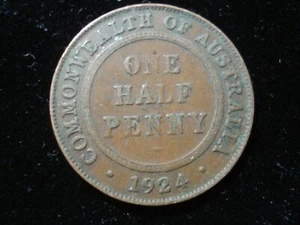 COMMONWEALTH OF AUSTRALIA
ONE
HALF
PENNY
· 1924 ·